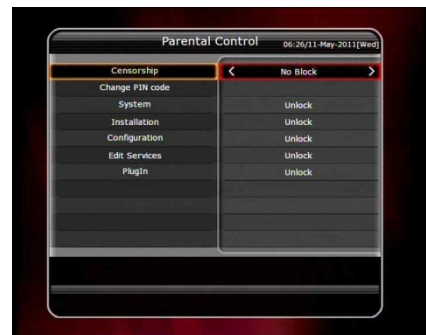 Parental Control 06:26/11-May-2011[Wed]
Censorship < No Block >
Change PIN code
System Unlock
Installation Unlock
Configuration Unlock
Edit Services Unlock
PlugIn Unlock